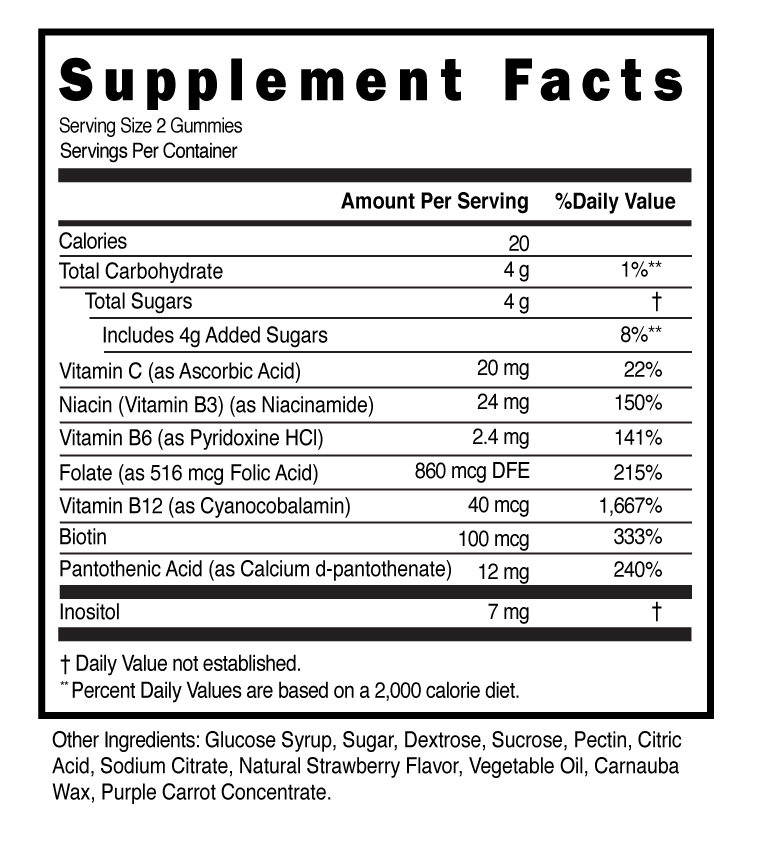 Supplement Facts
Serving Size 2 Gummies
Servings Per Container
Amount Per Serving %Daily Value
Calories 20
Total Carbohydrate 4 g 1%**
Total Sugars 4 g †
Includes 4g Added Sugars 8%**
Vitamin C (as Ascorbic Acid) 20 mg 22%
Niacin (Vitamin B3) (as Niacinamide) 24 mg 150%
Vitamin B6 (as Pyridoxine HCl) 2.4 mg 141%
Folate (as 516 mcg Folic Acid) 860 mcg DFE 215%
Vitamin B12 (as Cyanocobalamin) 40 mcg 1,667%
Biotin 100 mcg 333%
Pantothenic Acid (as Calcium d-pantothenate) 12 mg 240%
Inositol 7 mg †
† Daily Value not established.
** Percent Daily Values are based on a 2,000 calorie diet.
Other Ingredients: Glucose Syrup, Sugar, Dextrose, Sucrose, Pectin, Citric
Acid, Sodium Citrate, Natural Strawberry Flavor, Vegetable Oil, Carnauba
Wax, Purple Carrot Concentrate.